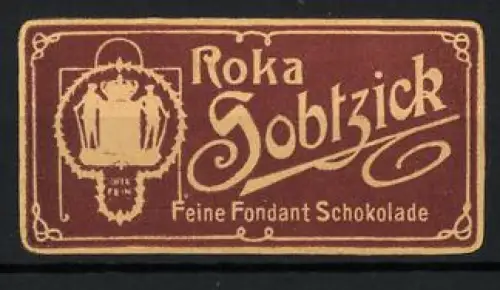 Roka
Sobtzick
Feine Fondant Schokolade